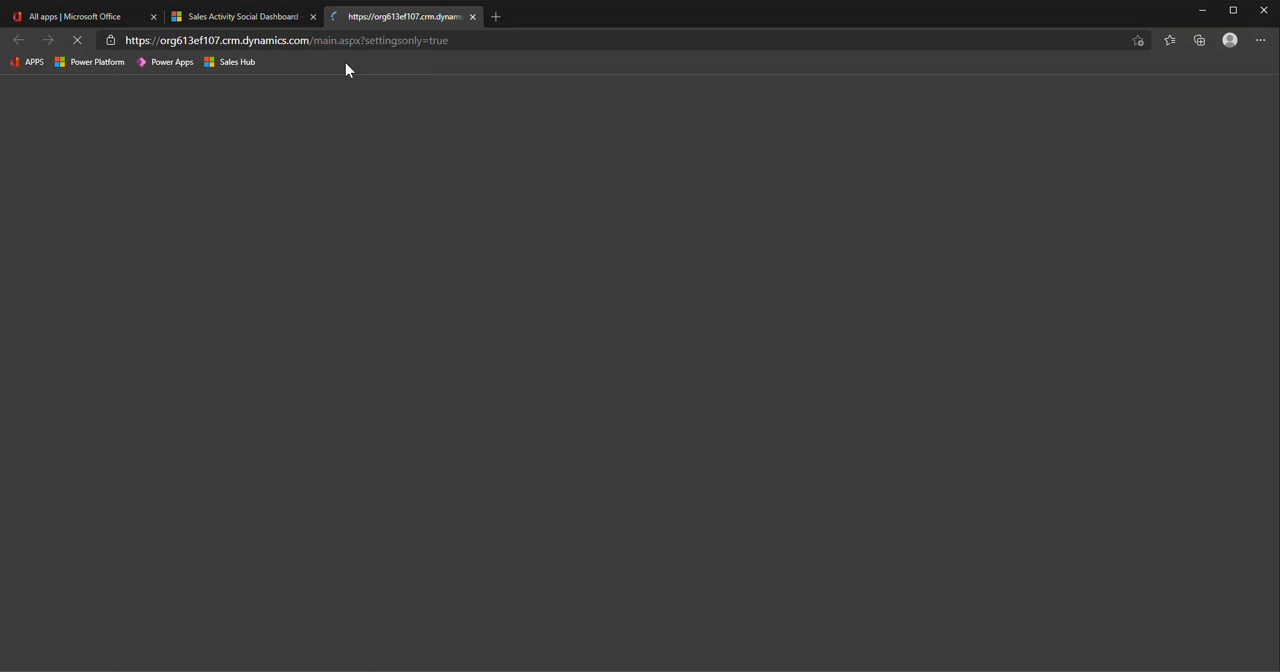 All apps | Microsoft Office
Sales Activity Social Dashboard
https://org613ef107.crm.dynam
https://org613ef107.crm.dynamics.com/main.aspx?settingsonly=true
APPS
Power Platform
Power Apps
Sales Hub